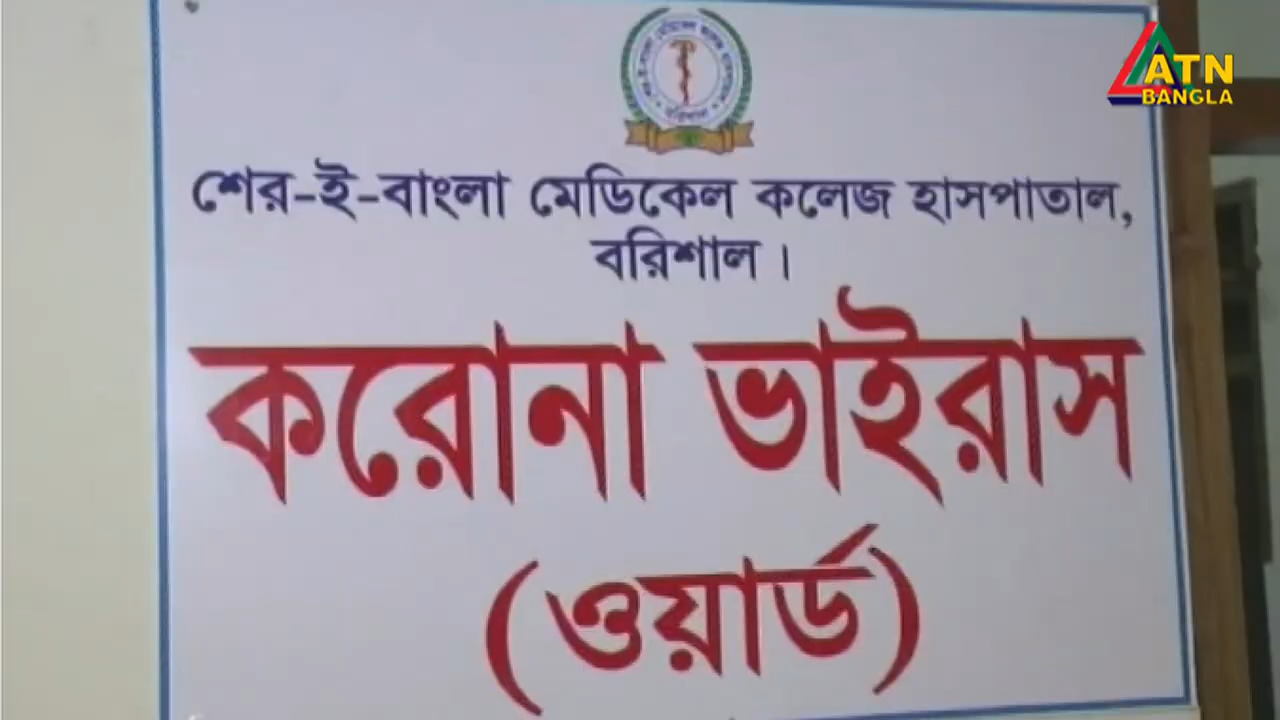 ATN
BANGLA
শের-ই-বাংলা মেডিকেল কলেজ হাসপাতাল,
বরিশাল।
করোনা ভাইরাস
(ওয়ার্ড)